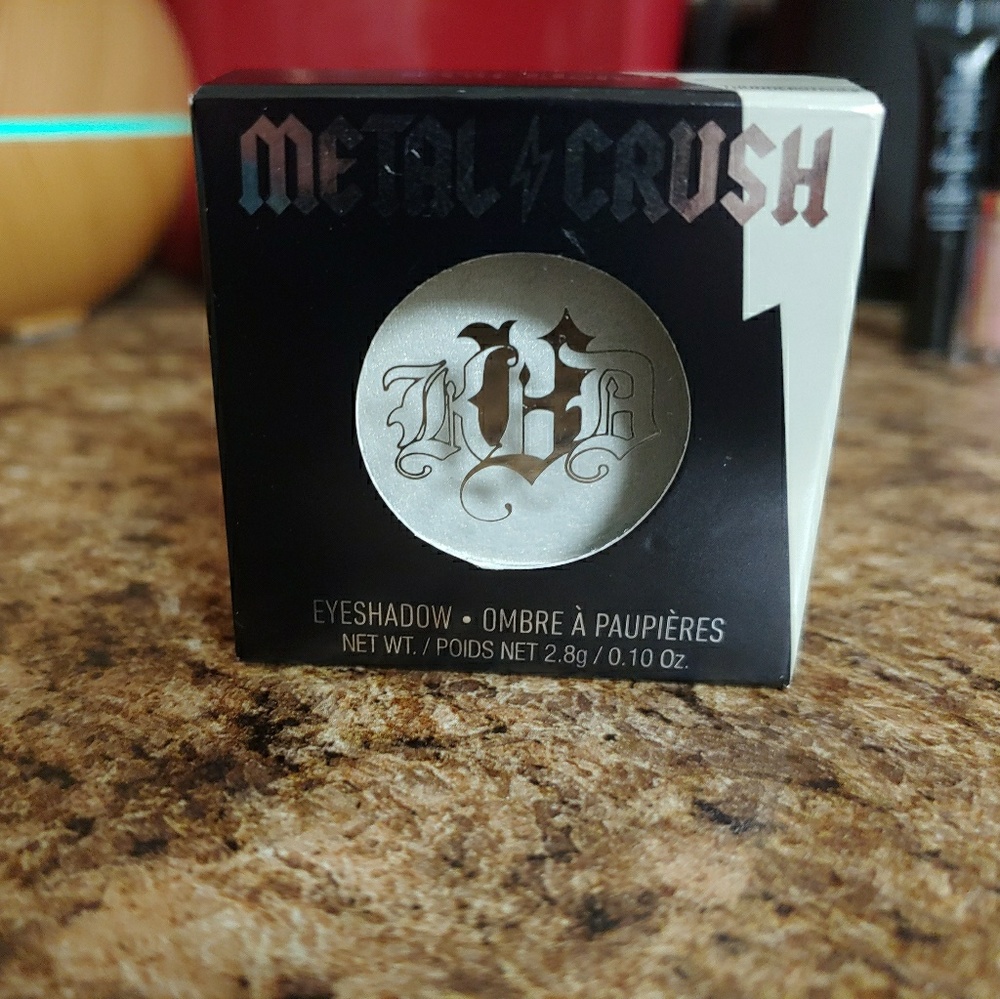 METAL CRUSH
KVD
EYESHADOW • OMBRE À PAUPIÈRES
NET WT. / POIDS NET 2.8g / 0.10 Oz.